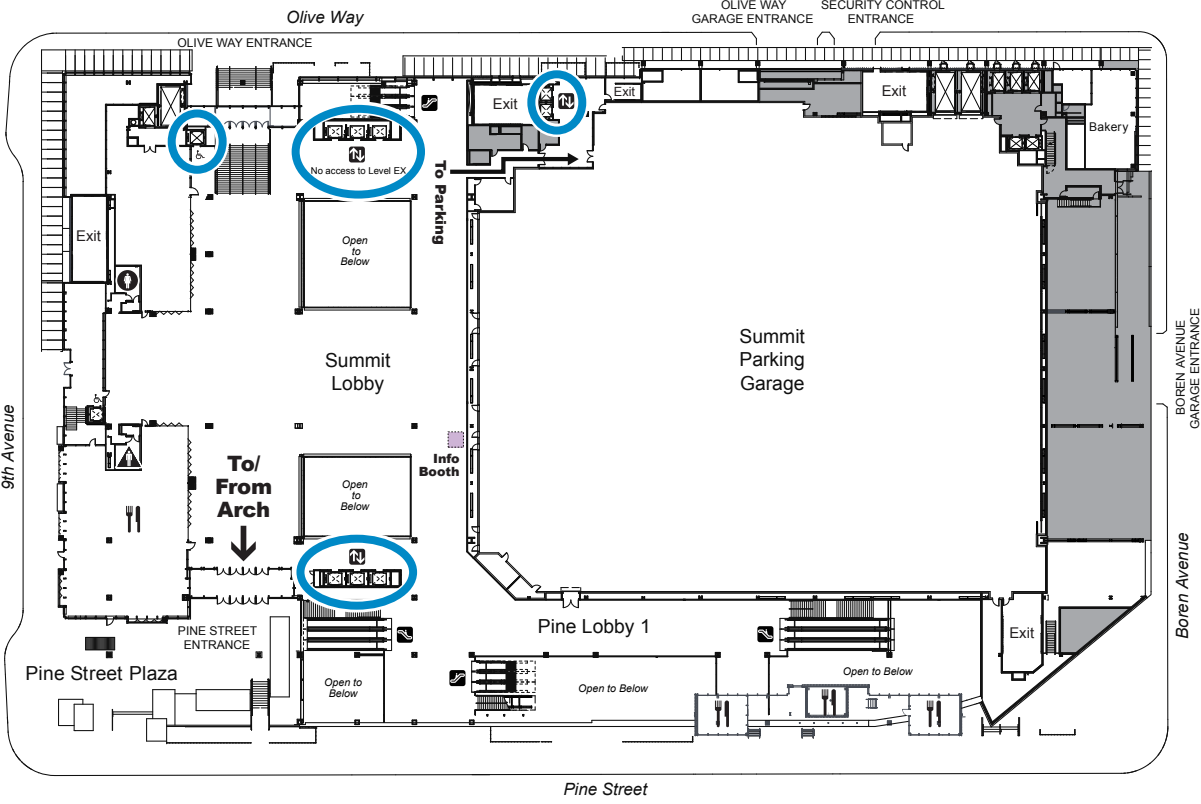 OLIVE WAY
GARAGE ENTRANCE
SECURITY CONTROL
ENTRANCE
Olive Way
OLIVE WAY ENTRANCE
Exit
Exit
Exit
Bakery
No access to Level EX
To Parking
Exit
Open
to
Below
Summit
Lobby
Summit
Parking
Garage
BOREN AVENUE
GARAGE ENTRANCE
9th Avenue
Info
Booth
To/
From
Arch
Open
to
Below
Boren Avenue
PINE STREET
ENTRANCE
Pine Lobby 1
Exit
Pine Street Plaza
Open to
Below
Open to Below
Open to Below
Pine Street